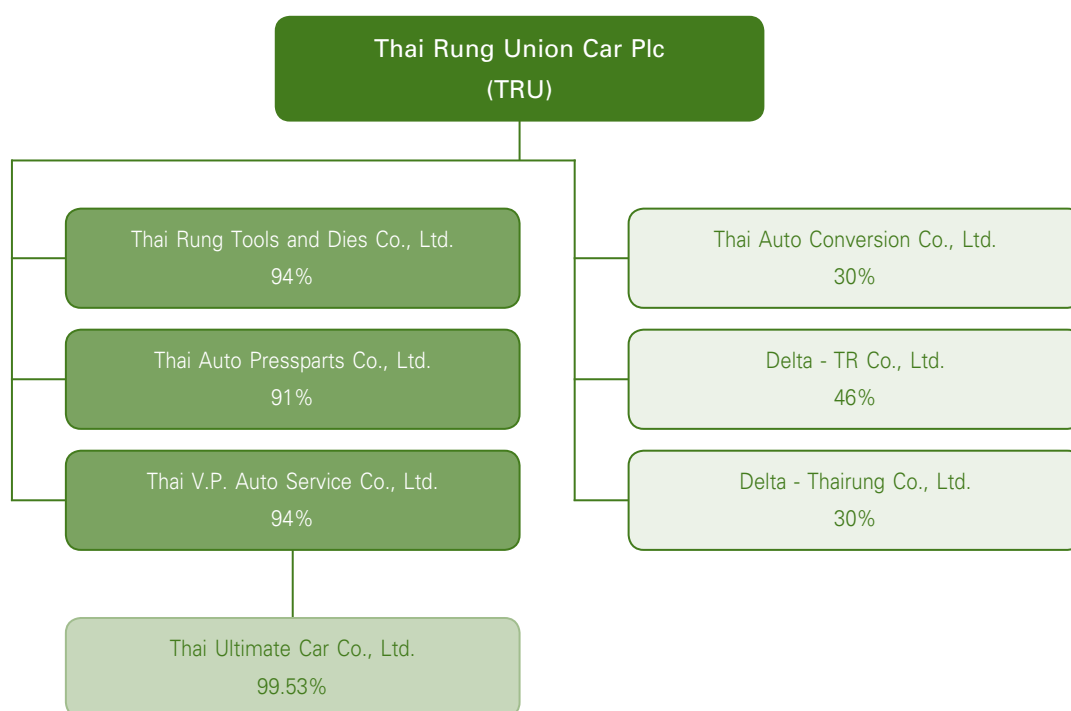 Thai Rung Union Car Plc
(TRU)
Thai Rung Tools and Dies Co., Ltd.
94%
Thai Auto Pressparts Co., Ltd.
91%
Thai V.P. Auto Service Co., Ltd.
94%
Thai Ultimate Car Co., Ltd.
99.53%
Thai Auto Conversion Co., Ltd.
30%
Delta - TR Co., Ltd.
46%
Delta - Thairung Co., Ltd.
30%